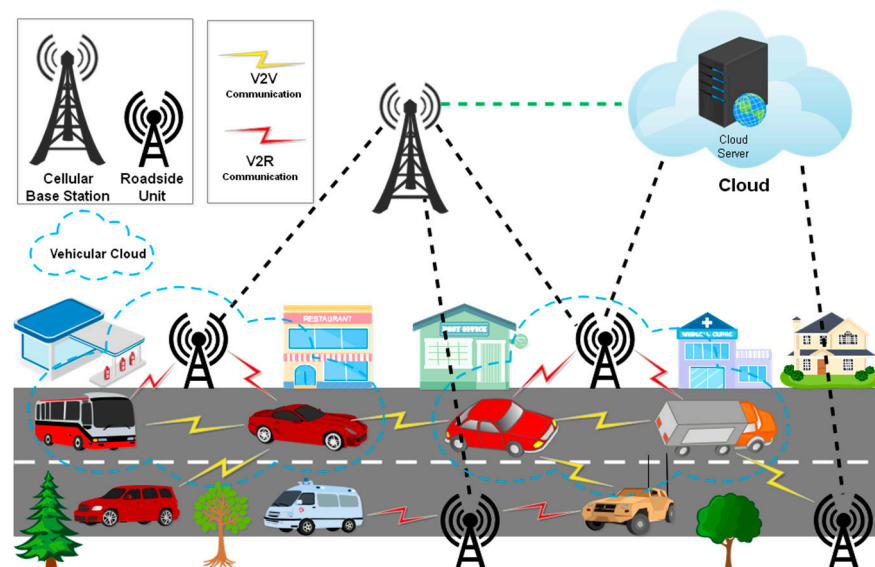 V2V
Communication
V2R
Communication
Cellular
Base Station
Roadside
Unit
Cloud
Server
Cloud
Vehicular Cloud
RESTAURANT
POST OFFICE